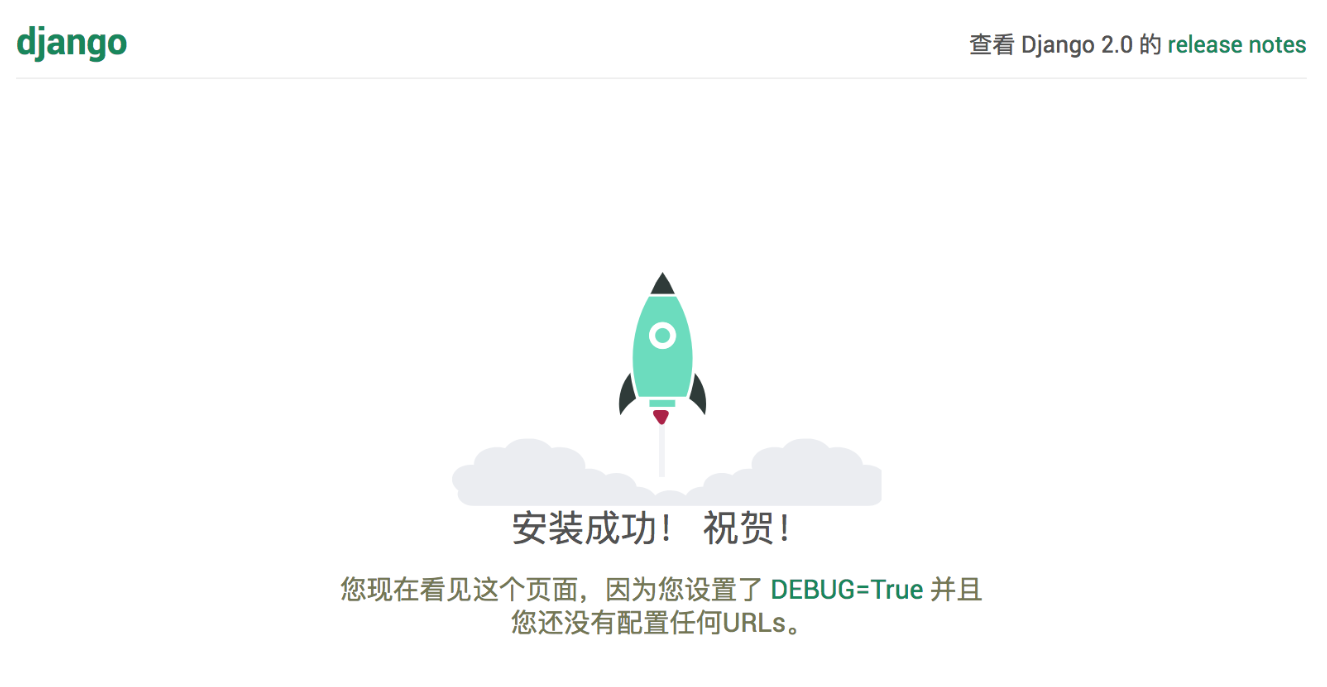 django
查看 Django 2.0 的 release notes
安装成功！ 祝贺！
您现在看见这个页面，因为您设置了 DEBUG=True 并且
您还没有配置任何URLs。